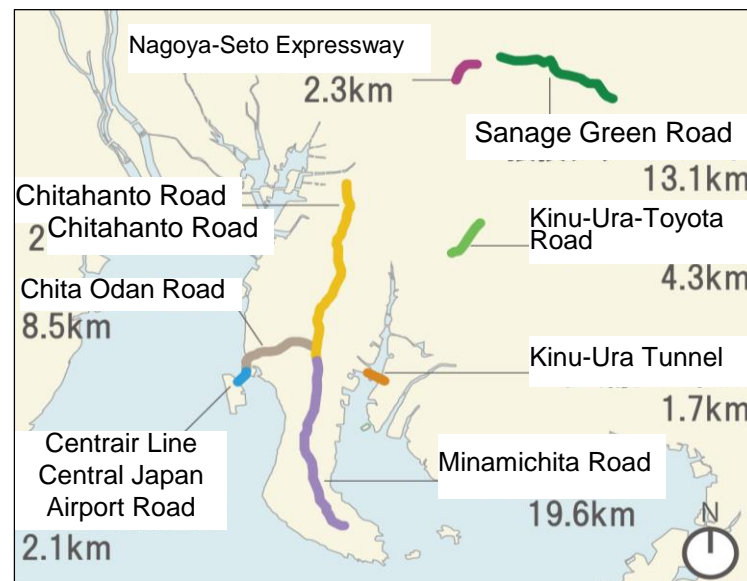 Nagoya-Seto Expressway
2.3km
Sanage Green Road
13.1km
Chitahanto Road
Chitahanto Road
2
Kinu-Ura-Toyota
Road
4.3km
Chita Odan Road
8.5km
Kinu-Ura Tunnel
1.7km
Centrair Line
Central Japan
Airport Road
2.1km
Minamichita Road
19.6km
N